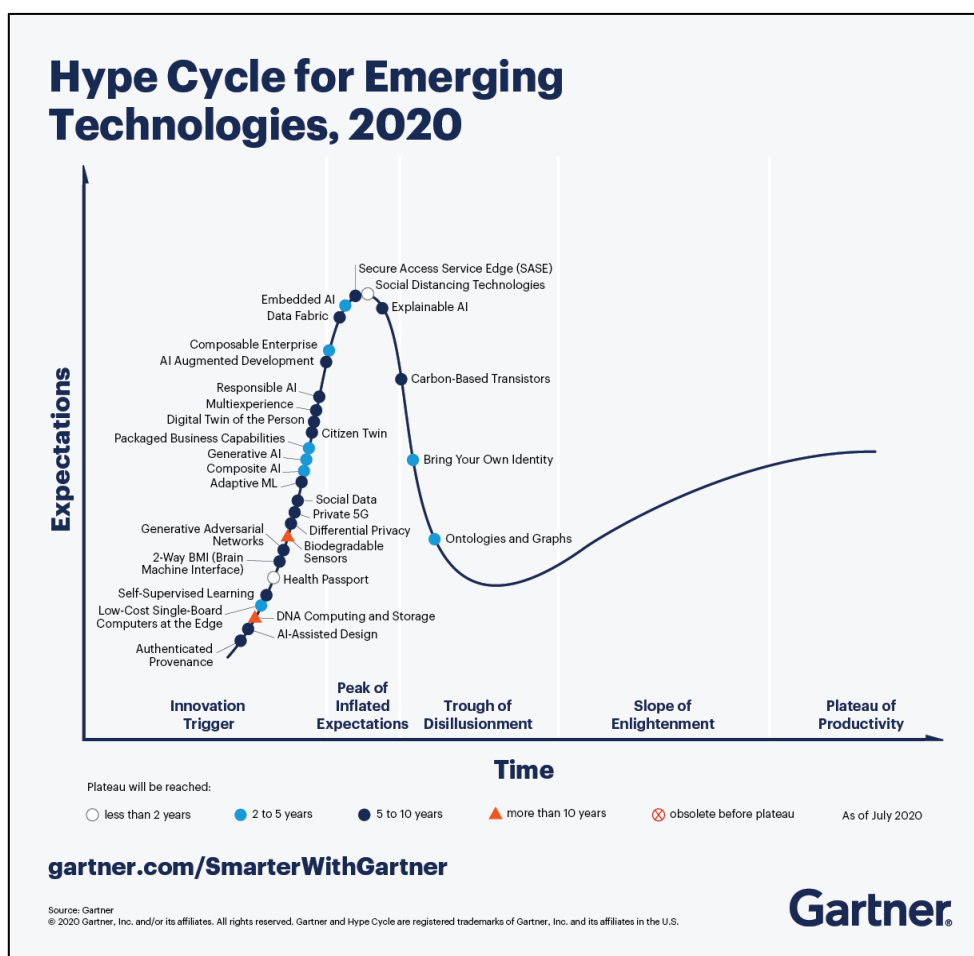 Hype Cycle for Emerging
Technologies, 2020
Expectations
Secure Access Service Edge (SASE)
Social Distancing Technologies
Embedded AI
Explainable AI
Data Fabric
Composable Enterprise
AI Augmented Development
Carbon-Based Transistors
Responsible AI
Multiexperience
Digital Twin of the Person
Citizen Twin
Packaged Business Capabilities
Generative AI
Bring Your Own Identity
Composite AI
Adaptive ML
Social Data
Private 5G
Differential Privacy
Generative Adversarial
Networks
Biodegradable
Sensors
Ontologies and Graphs
2-Way BMI (Brain
Machine Interface)
Health Passport
Self-Supervised Learning
Low-Cost Single-Board
Computers at the Edge
DNA Computing and Storage
AI-Assisted Design
Authenticated
Provenance
Innovation
Trigger
Peak of
Inflated
Expectations
Trough of
Disillusionment
Slope of
Enlightenment
Plateau of
Productivity
Time
Plateau will be reached:
less than 2 years
2 to 5 years
5 to 10 years
more than 10 years
obsolete before plateau
As of July 2020
gartner.com/SmarterWithGartner
Source: Gartner
© 2020 Gartner, Inc. and/or its affiliates. All rights reserved. Gartner and Hype Cycle are registered trademarks of Gartner, Inc. and its affiliates in the U.S.
Gartner®